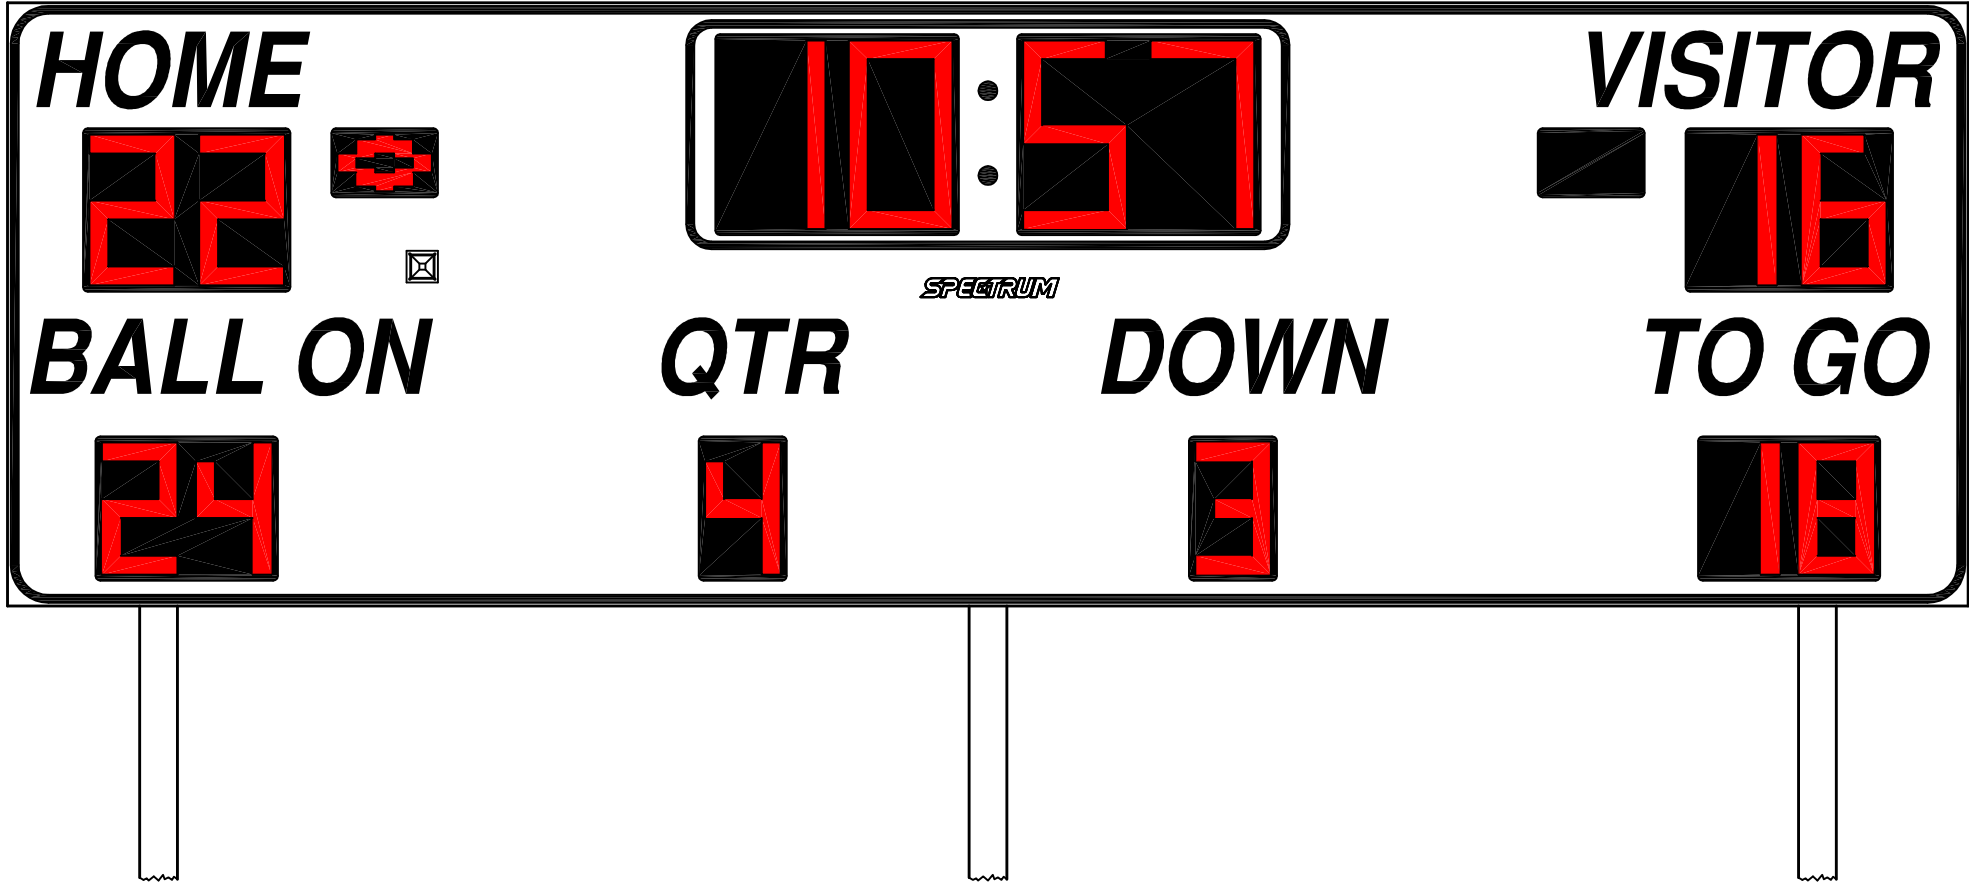 HOME 10:57 VISITOR
22 16
SPECTRUM
BALL ON QTR DOWN TO GO
24 4 3 18